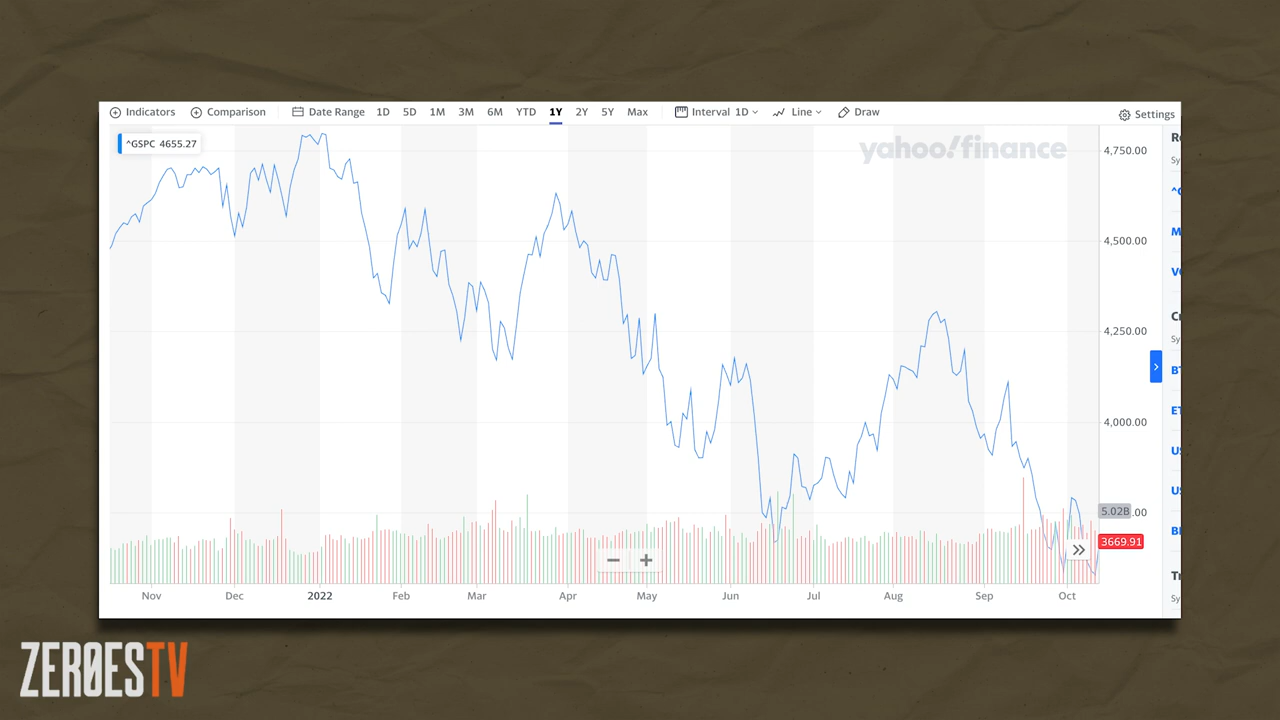 Indicators Comparison Date Range 1D 5D 1M 3M 6M YTD 1Y 2Y 5Y Max Interval 1D Line Draw Settings
^GSPC 4655.27
yahoo!finance
4,750.00
4,500.00
4,250.00
4,000.00
5.02B .00
3669.91
Nov Dec 2022 Feb Mar Apr May Jun Jul Aug Sep Oct
ZERØESTV